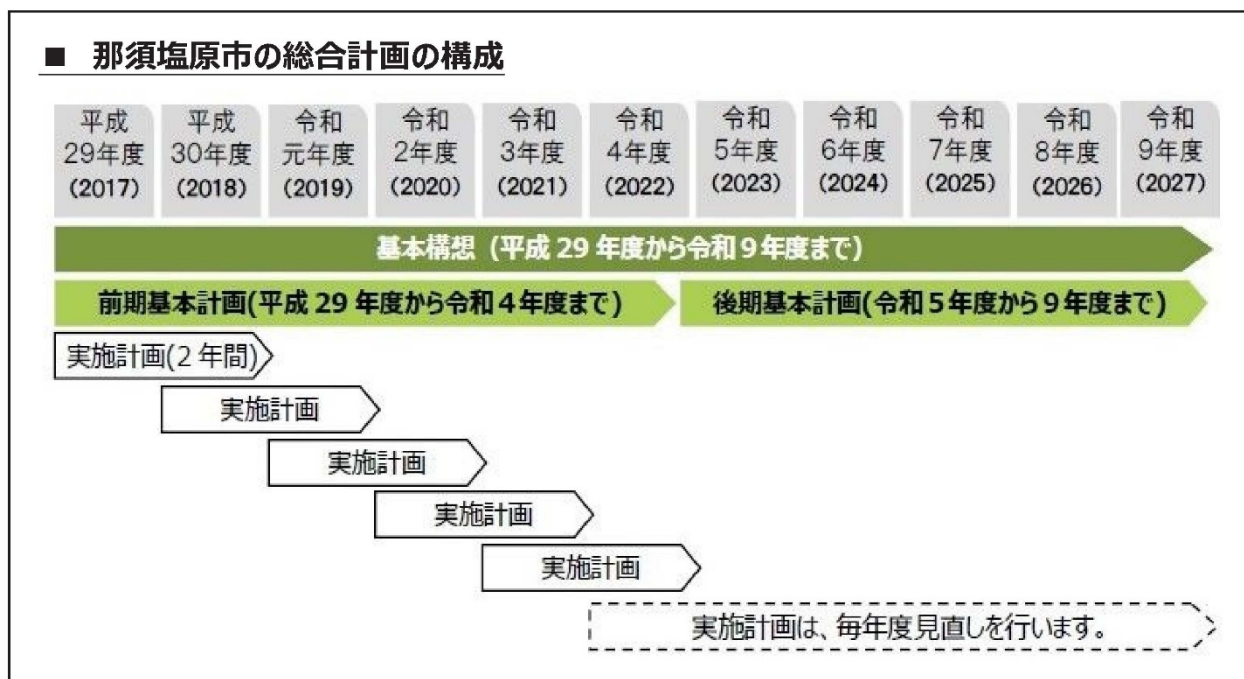 ■ 那須塩原市の総合計画の構成
平成 平成 令和 令和 令和 令和 令和 令和 令和 令和 令和
29年度 30年度 元年度 2年度 3年度 4年度 5年度 6年度 7年度 8年度 9年度
(2017) (2018) (2019) (2020) (2021) (2022) (2023) (2024) (2025) (2026) (2027)
基本構想 (平成 29 年度から令和 9 年度まで)
前期基本計画(平成 29 年度から令和 4 年度まで) 後期基本計画(令和 5 年度から 9 年度まで)
実施計画(2 年間)
実施計画
実施計画
実施計画
実施計画
実施計画は、毎年度見直しを行います。